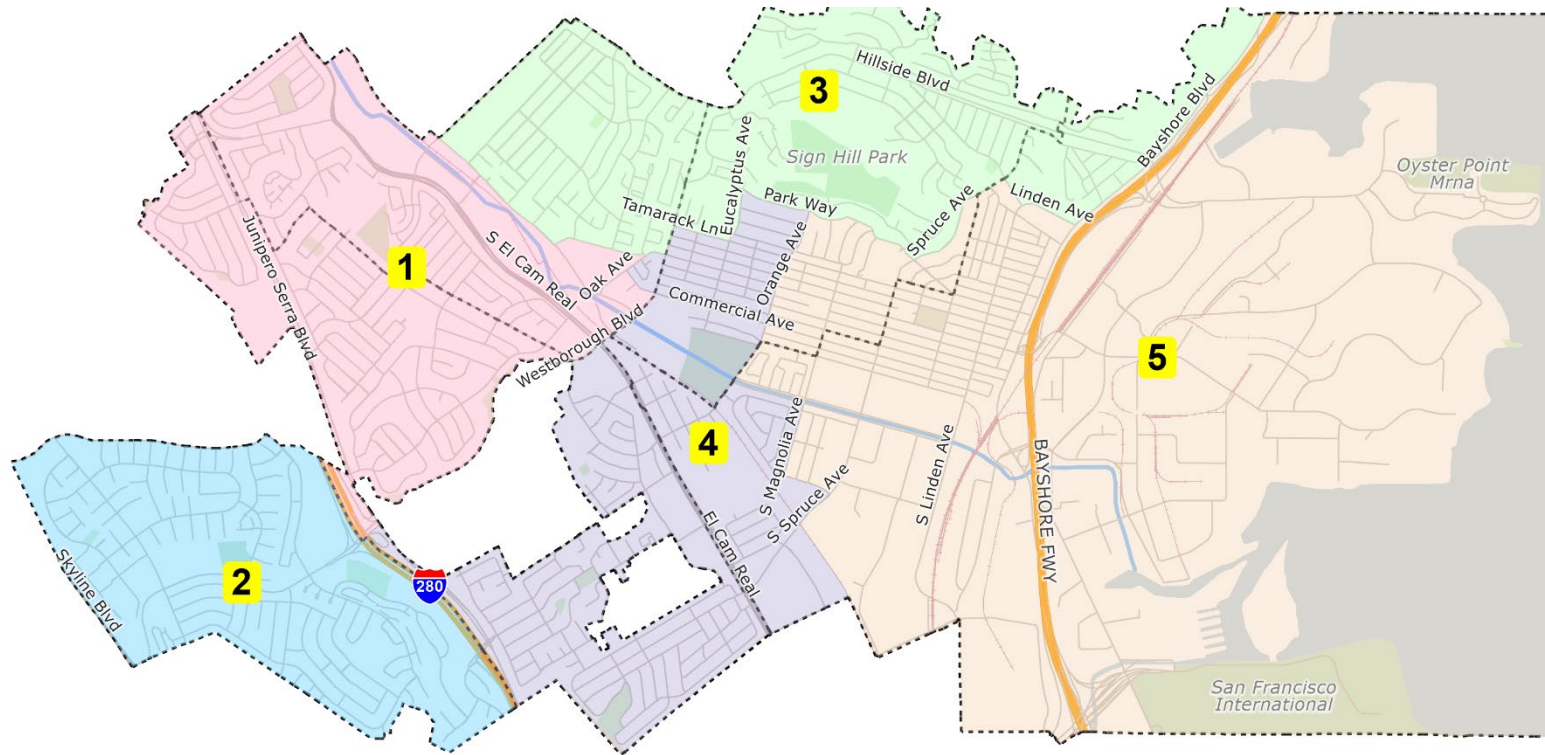 Hillside Blvd
3
Bayshore Blvd
Sign Hill Park
Oyster Point
Mrna
Eucalyptus Ave
Park Way
Linden Ave
Tamarack Ln
Spruce Ave
Junipero Serra Blvd
1
S El Cam Real
Oak Ave
Orange Ave
Commercial Ave
Westborough Blvd
5
4
S Magnolia Ave
S Linden Ave
S Spruce Ave
BAYSHORE FWY
El Cam Real
Skyline Blvd
2
280
San Francisco
International